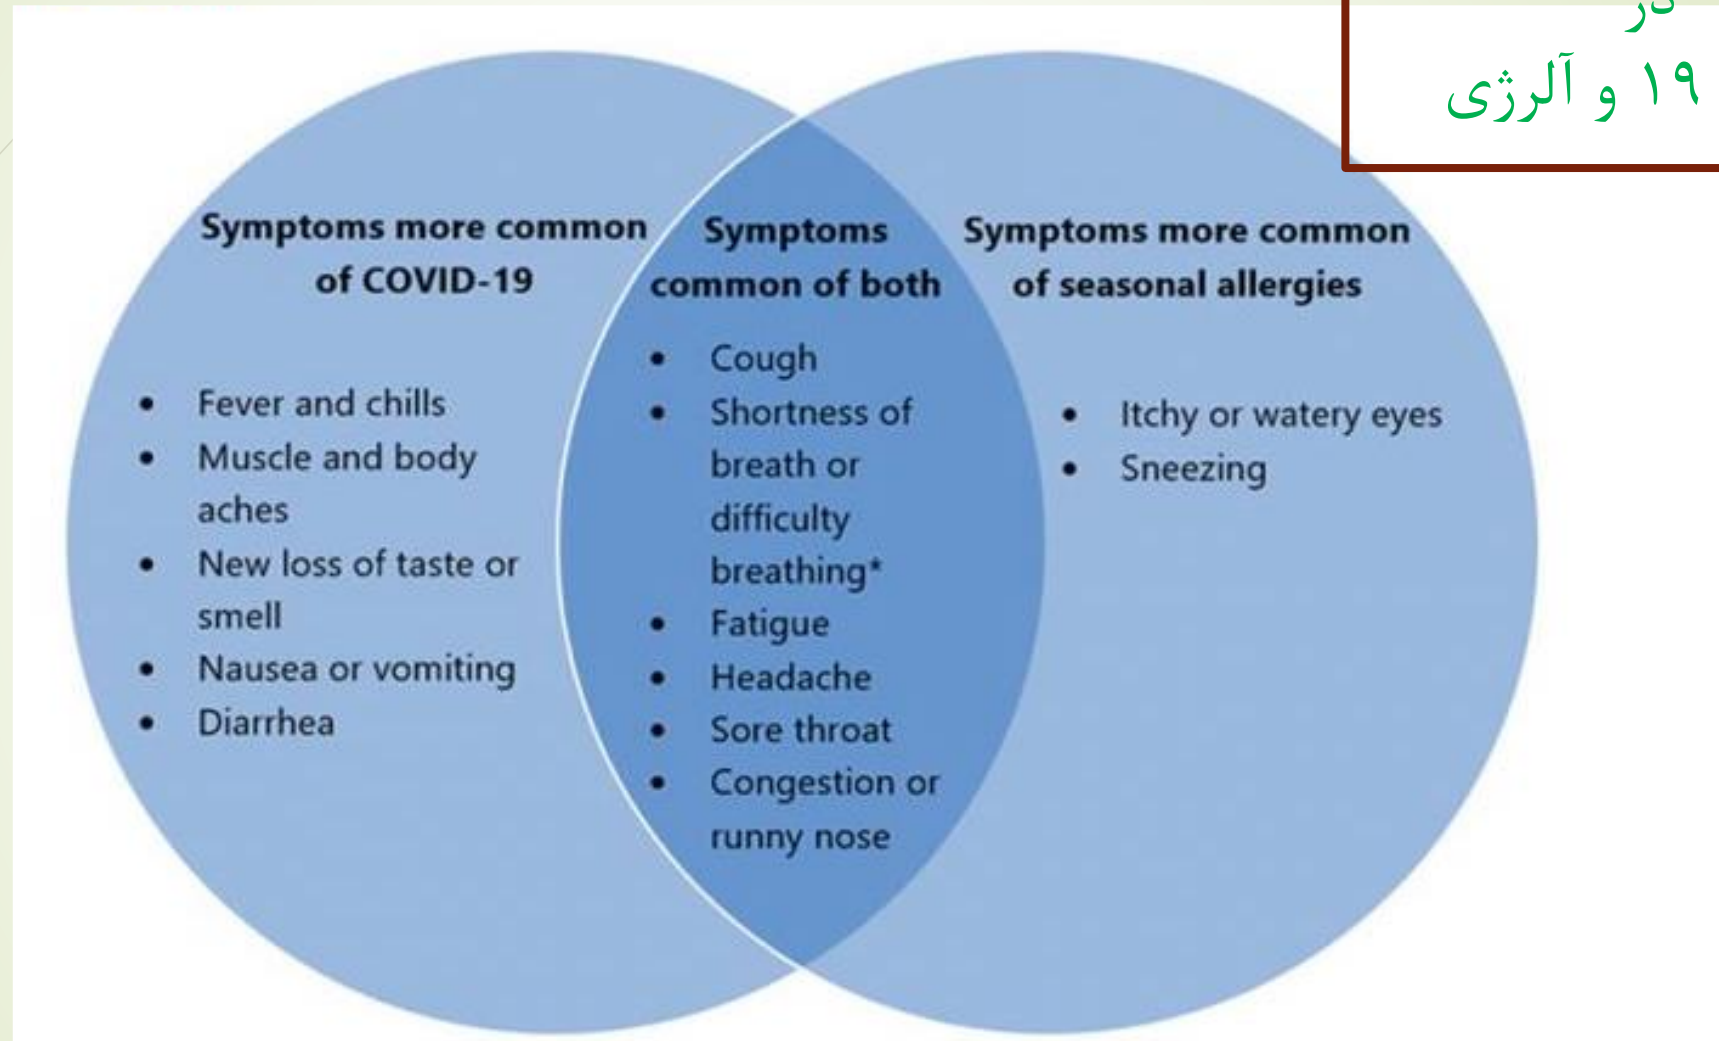 ۱۹ و آلرژی
Symptoms more common
of COVID-19
• Fever and chills
• Muscle and body
aches
• New loss of taste or
smell
• Nausea or vomiting
• Diarrhea
Symptoms
common of both
• Cough
• Shortness of
breath or
difficulty
breathing*
• Fatigue
• Headache
• Sore throat
• Congestion or
runny nose
Symptoms more common
of seasonal allergies
• Itchy or watery eyes
• Sneezing